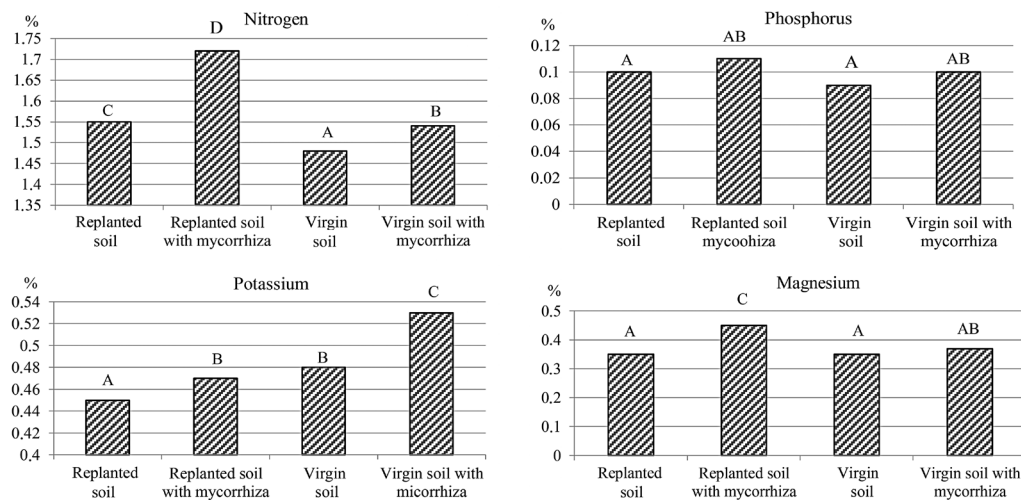 Nitrogen
%
1.75
1.7
1.65
1.6
1.55
1.5
1.45
1.4
1.35
C
D
A
B
Replanted soil
Replanted soil with mycorrhiza
Virgin soil
Virgin soil with mycorrhiza
Phosphorus
%
0.12
0.1
0.08
0.06
0.04
0.02
0
A
AB
A
AB
Replanted soil
Replanted soil mycoohiza
Virgin soil
Virgin soil with mycorrhiza
Potassium
%
0.54
0.52
0.5
0.48
0.46
0.44
0.42
0.4
A
B
B
C
Replanted soil
Replanted soil with mycorrhiza
Virgin soil
Virgin soil with micorrhiza
Magnesium
%
0.5
0.4
0.3
0.2
0.1
0
A
C
A
AB
Replanted soil
Replanted soil with mycorrhiza
Virgin soil
Virgin soil with mycorrhiza